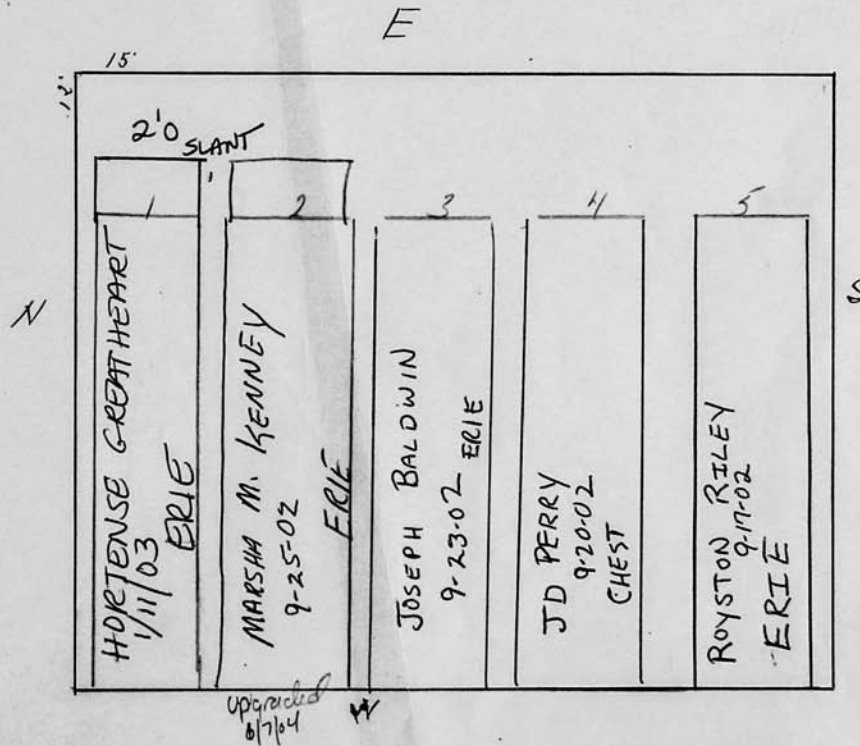 E
15'
12'
2'0 SLANT
1'
1
2
3
4
5
N
S
HORTENSE GREATHEART
1/11/03
ERIE
MARSHA M. KENNEY
9-25-02
ERIE
JOSEPH BALDWIN
9-23-02
ERIE
JD PERRY
9-20-02
CHEST
ROYSTON RILEY
9-17-02
ERIE
upgraded
6/7/04
W